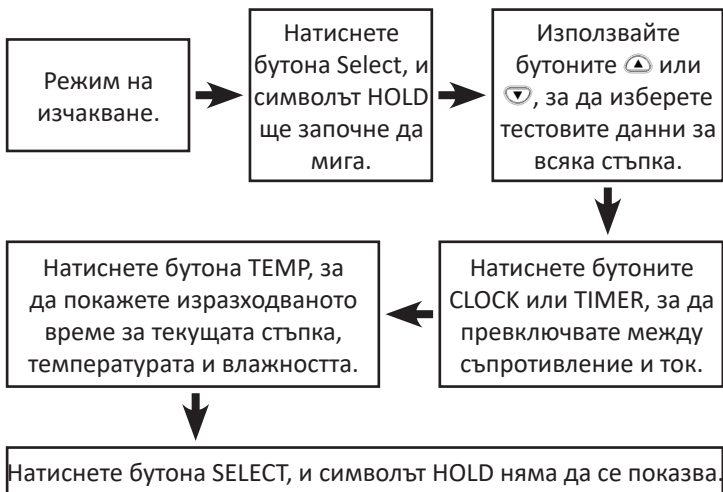 Режим на
изчакване.
Натиснете
бутона Select, и
символът HOLD
ще започне да
мига.
Използвайте
бутоните ▲ или
▼, за да изберете
тестовите данни за
всяка стъпка.
Натиснете бутоните
CLOCK или TIMER, за да
превключвате между
съпротивление и ток.
Натиснете бутона TEMP, за
да покажете изразходваното
време за текущата стъпка,
температурата и влажността.
Натиснете бутона SELECT, и символът HOLD няма да се показва.